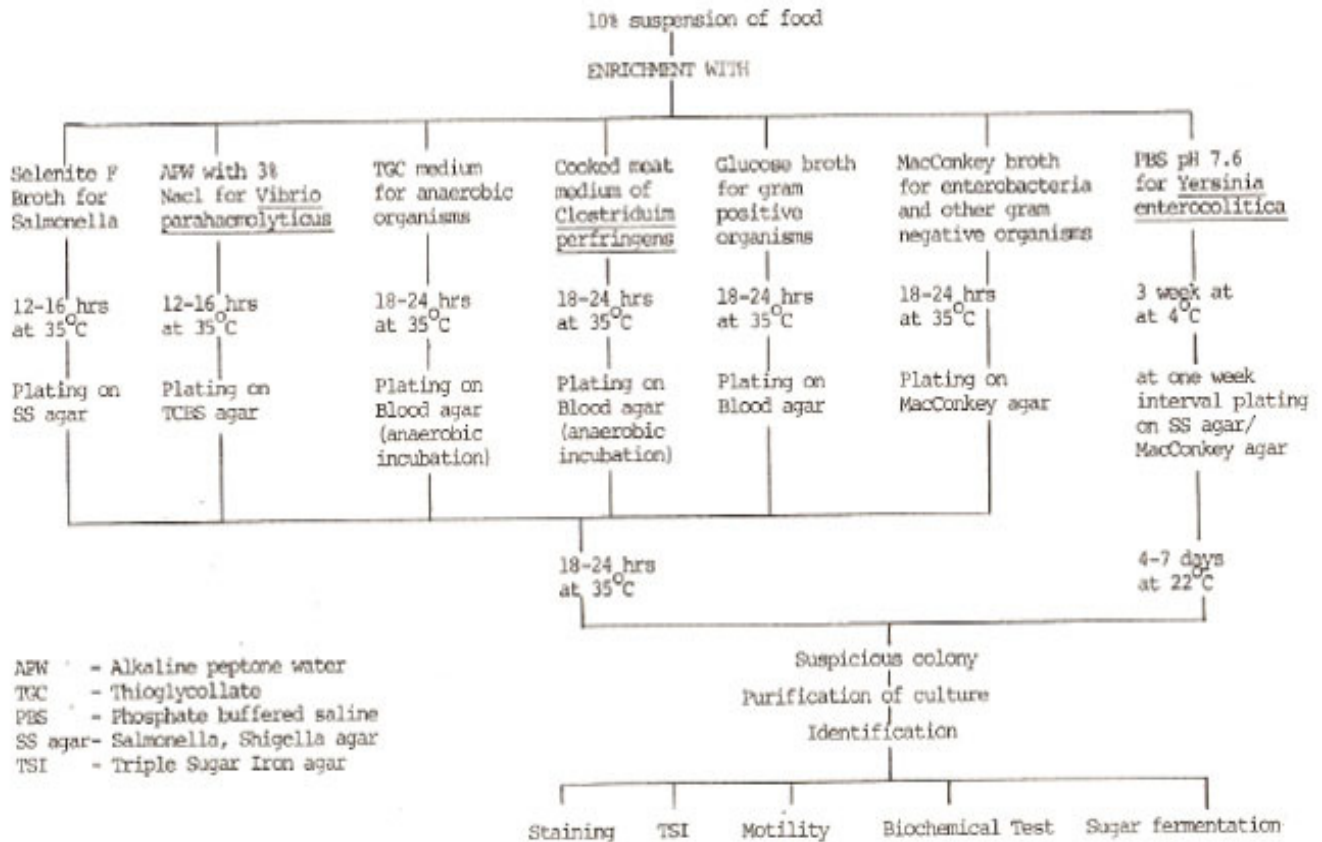 10% suspension of food
ENRICHMENT WITH
Selenite F
Broth for
Salmonella
APW with 3%
Nacl for Vibrio
parahaemolyticus
TGC medium
for anaerobic
organisms
Cooked meat
medium of
Clostriduim
perfringens
Glucose broth
for gram
positive
organisms
MacConkey broth
for enterobacteria
and other gram
negative organisms
PBS pH 7.6
for Yersinia
enterocolitica
12-16 hrs
at 35°C
12-16 hrs
at 35°C
18-24 hrs
at 35°C
18-24 hrs
at 35°C
18-24 hrs
at 35°C
18-24 hrs
at 35°C
3 week at
at 4°C
Plating on
SS agar
Plating on
TCBS agar
Plating on
Blood agar
(anaerobic
incubation)
Plating on
Blood agar
(anaerobic
incubation)
Plating on
Blood agar
Plating on
MacConkey agar
at one week
interval plating
on SS agar/
MacConkey agar
18-24 hrs
at 35°C
4-7 days
at 22°C
Suspicious colony
Purification of culture
Identification
Staining TSI Motility Biochemical Test Sugar fermentation
APW - Alkaline peptone water
TGC - Thioglycollate
PBS - Phosphate buffered saline
SS agar- Salmonella, Shigella agar
TSI - Triple Sugar Iron agar